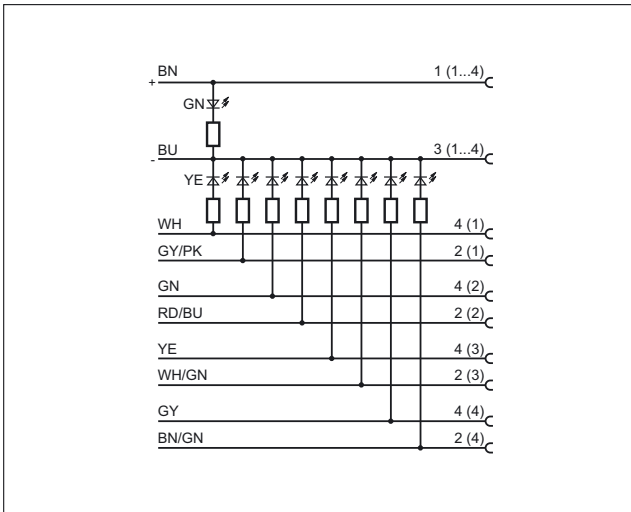 BN 1 (1...4)
+
GN
BU 3 (1...4)
-
YE
WH 4 (1)
GY/PK 2 (1)
GN 4 (2)
RD/BU 2 (2)
YE 4 (3)
WH/GN 2 (3)
GY 4 (4)
BN/GN 2 (4)